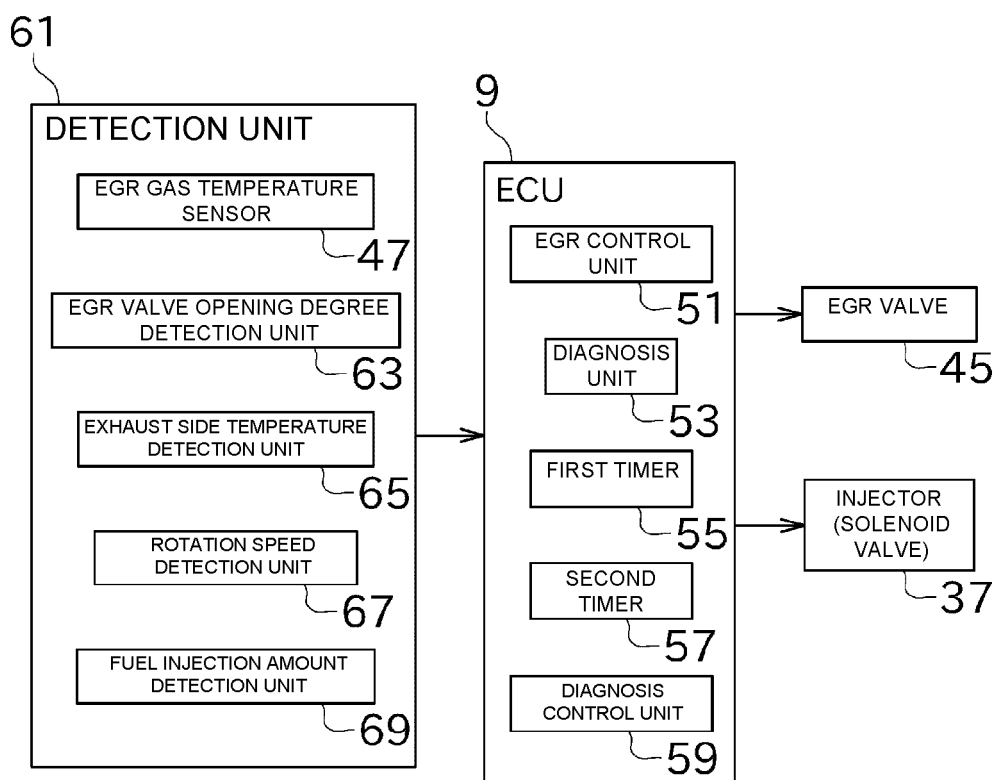 61
DETECTION UNIT
EGR GAS TEMPERATURE
SENSOR
47
EGR VALVE OPENING DEGREE
DETECTION UNIT
63
EXHAUST SIDE TEMPERATURE
DETECTION UNIT
65
ROTATION SPEED
DETECTION UNIT
67
FUEL INJECTION AMOUNT
DETECTION UNIT
69
9
ECU
EGR CONTROL
UNIT
51
DIAGNOSIS
UNIT
53
FIRST TIMER
55
SECOND
TIMER
57
DIAGNOSIS
CONTROL UNIT
59
EGR VALVE
45
INJECTOR
(SOLENOID
VALVE)
37